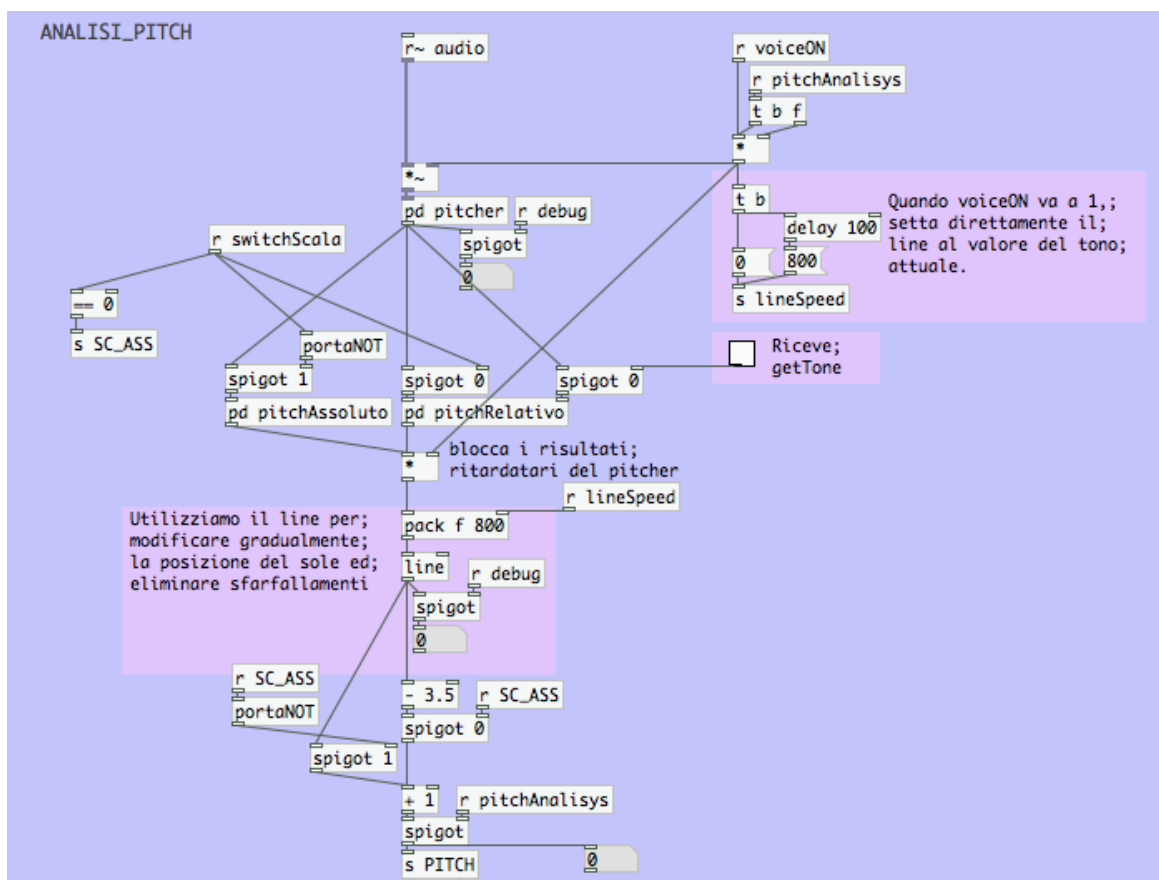 ANALISI_PITCH
r~ audio
r voiceON
r pitchAnalisys
t b f
*
*~
pd pitcher
r debug
spigot
0
t b
delay 100
0
800
s lineSpeed
Quando voiceON va a 1,;
setta direttamente il;
line al valore del tono;
attuale.
r switchScala
== 0
s SC_ASS
portaNOT
spigot 1
spigot 0
spigot 0
Riceve;
getTone
pd pitchAssoluto
pd pitchRelativo
*
blocca i risultati;
ritardatari del pitcher
r lineSpeed
Utilizziamo il line per;
modificare gradualmente;
la posizione del sole ed;
eliminare sfarfallamenti
pack f 800
line
r debug
spigot
0
r SC_ASS
portaNOT
- 3.5
r SC_ASS
spigot 0
spigot 1
+ 1
r pitchAnalisys
spigot
s PITCH
0